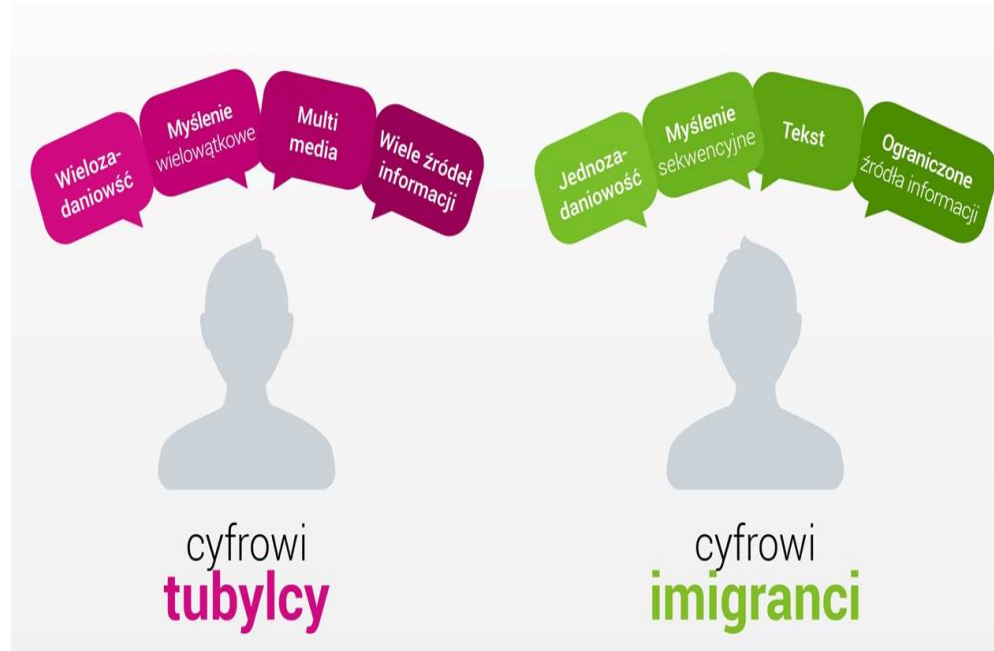 Wieloza-
daniowść
Myślenie
wielowątkowe
Multi
media
Wiele źródeł
informacji
Jednoza-
daniowość
Myślenie
sekwencyjne
Tekst
Ograniczone
źródła informacji
cyfrowi
tubylcy
cyfrowi
imigranci